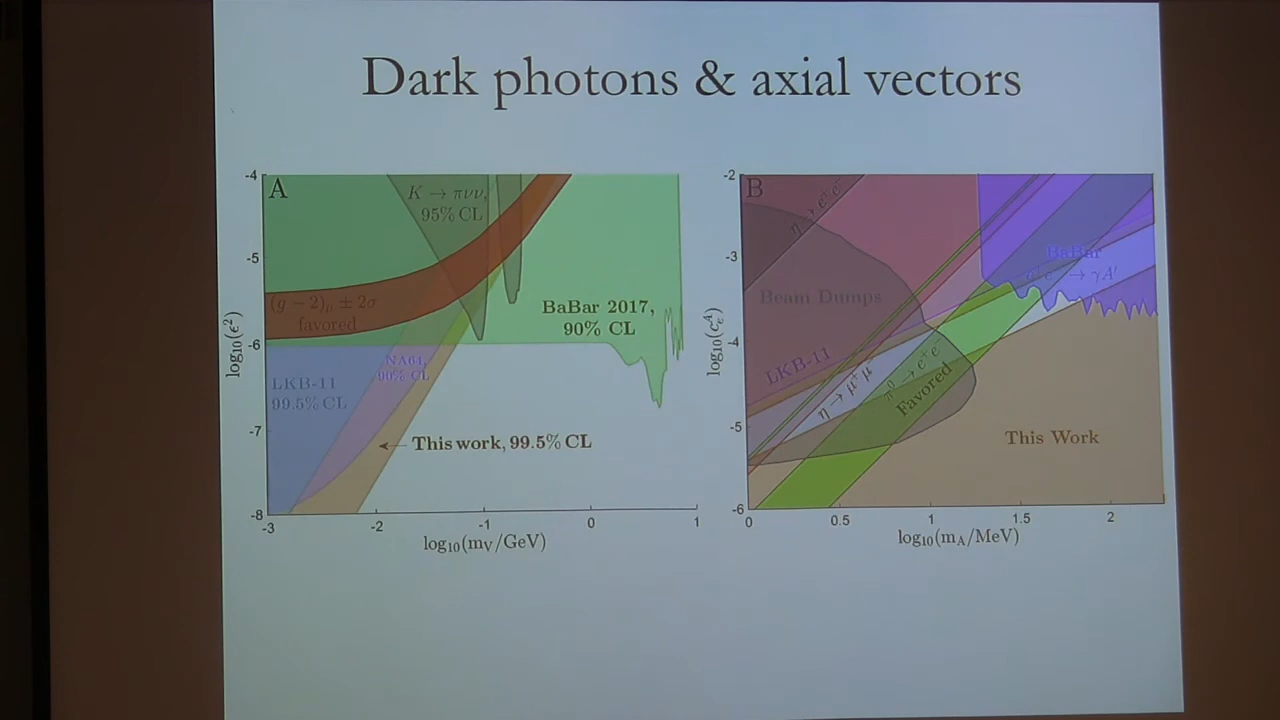 Dark photons & axial vectors
A
K → πνν,
95% CL
(g − 2)μ ± 2σ
favored
BaBar 2017,
90% CL
NA64,
90% CL
LKB-11
99.5% CL
This work, 99.5% CL
-4
-5
-6
-7
-8
log10(ϵ²)
-3
-2
-1
0
1
log10(mV/GeV)
B
η → e⁺e⁻
Beam Dumps
LKB-11
η → μ⁺μ⁻
π⁰ → e⁺e⁻
Favored
BaBar
e⁺e⁻ → γA′
This Work
-2
-3
-4
-5
-6
0
0.5
1
1.5
2
log10(mA/MeV)